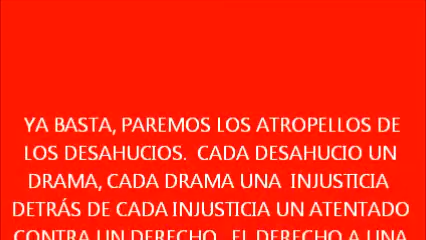 YA BASTA, PAREMOS LOS ATROPELLOS DE
LOS DESAHUCIOS. CADA DESAHUCIO UN
DRAMA, CADA DRAMA UNA INJUSTICIA
DETRÁS DE CADA INJUSTICIA UN ATENTADO
CONTRA UN DERECHO. EL DERECHO A UNA